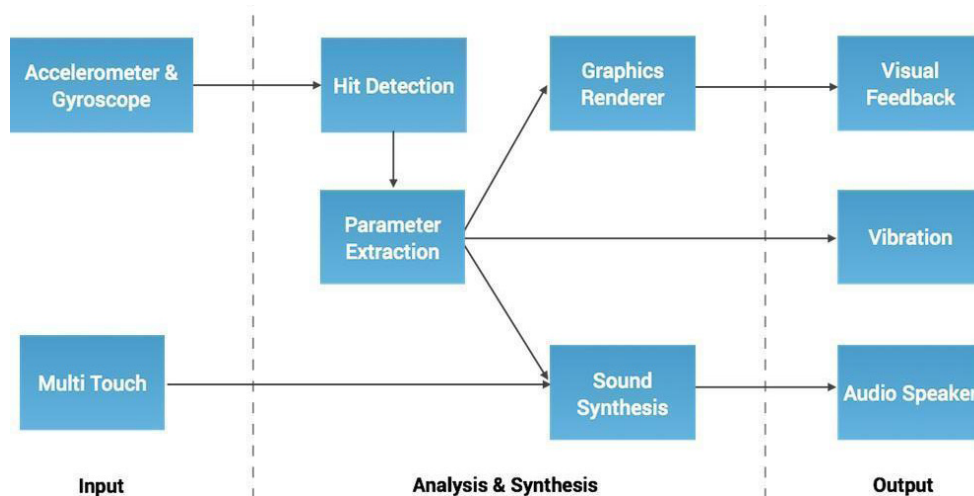 Accelerometer &
Gyroscope
Hit Detection
Graphics
Renderer
Visual
Feedback
Parameter
Extraction
Vibration
Multi Touch
Sound
Synthesis
Audio Speaker
Input
Analysis & Synthesis
Output